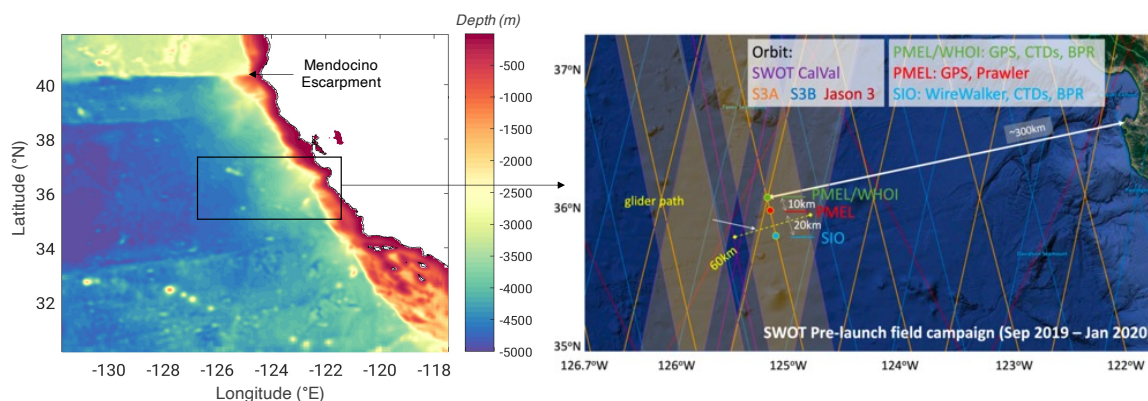 Depth (m)
0
-500
-1000
-1500
-2000
-2500
-3000
-3500
-4000
-4500
-5000
Mendocino
Escarpment
Latitude (°N)
40
38
36
34
32
-130
-128
-126
-124
-122
-120
-118
Longitude (°E)
37°N
36°N
35°N
Orbit:
SWOT CalVal
S3A S3B Jason 3
PMEL/WHOI: GPS, CTDs, BPR
PMEL: GPS, Prawler
SIO: WireWalker, CTDs, BPR
~300km
PMEL/WHOI
glider path
10km
PMEL
20km
SIO
60km
SWOT Pre-launch field campaign (Sep 2019 – Jan 2020)
126.7°W
126°W
125°W
124°W
123°W
122°W